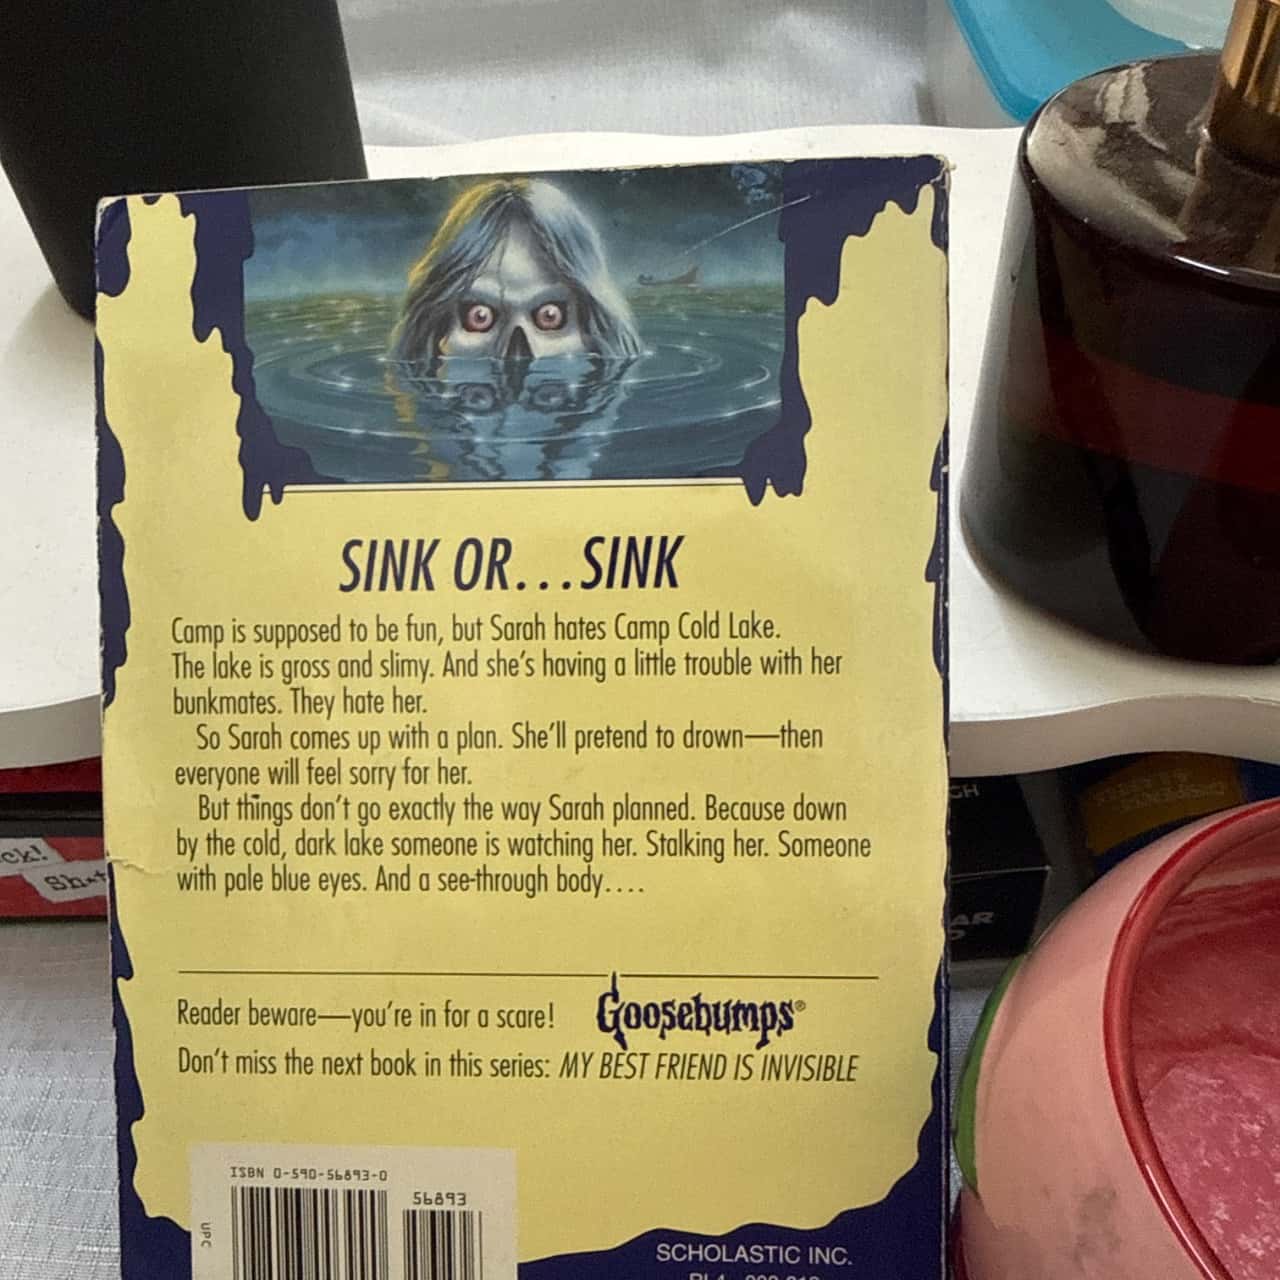 SINK OR...SINK
Camp is supposed to be fun, but Sarah hates Camp Cold Lake.
The lake is gross and slimy. And she's having a little trouble with her
bunkmates. They hate her.
So Sarah comes up with a plan. She'll pretend to drown—then
everyone will feel sorry for her.
But things don't go exactly the way Sarah planned. Because down
by the cold, dark lake someone is watching her. Stalking her. Someone
with pale blue eyes. And a see-through body....
Reader beware—you're in for a scare! Goosebumps®
Don't miss the next book in this series: MY BEST FRIEND IS INVISIBLE
ISBN 0-590-56893-0
56893
UPC
SCHOLASTIC INC.
ck!
Sh*t
GH
AR